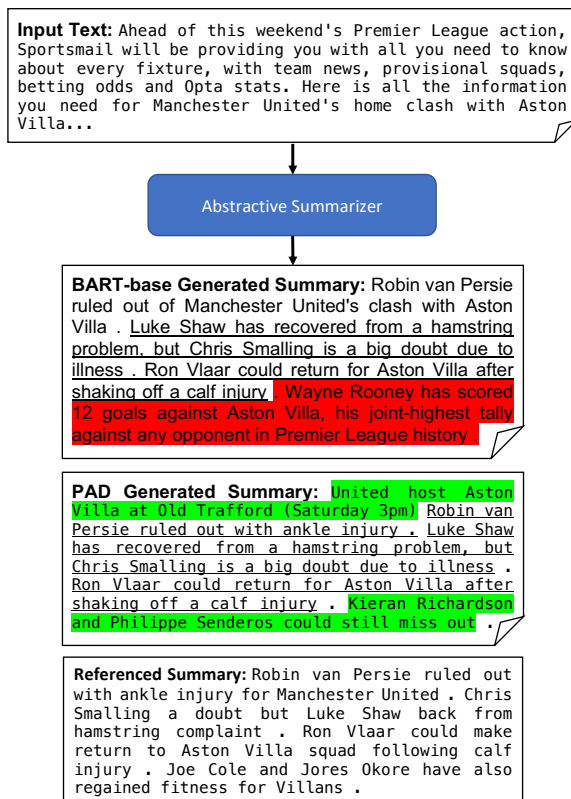 Input Text: Ahead of this weekend's Premier League action,
Sportsmail will be providing you with all you need to know
about every fixture, with team news, provisional squads,
betting odds and Opta stats. Here is all the information
you need for Manchester United's home clash with Aston
Villa...
Abstractive Summarizer
BART-base Generated Summary: Robin van Persie
ruled out of Manchester United's clash with Aston
Villa . Luke Shaw has recovered from a hamstring
problem, but Chris Smalling is a big doubt due to
illness . Ron Vlaar could return for Aston Villa after
shaking off a calf injury . Wayne Rooney has scored
12 goals against Aston Villa, his joint-highest tally
against any opponent in Premier League history .
PAD Generated Summary: United host Aston
Villa at Old Trafford (Saturday 3pm) Robin van
Persie ruled out with ankle injury . Luke Shaw
has recovered from a hamstring problem, but
Chris Smalling is a big doubt due to illness .
Ron Vlaar could return for Aston Villa after
shaking off a calf injury . Kieran Richardson
and Philippe Senderos could still miss out .
Referenced Summary: Robin van Persie ruled out
with ankle injury for Manchester United . Chris
Smalling a doubt but Luke Shaw back from
hamstring complaint . Ron Vlaar could make
return to Aston Villa squad following calf
injury . Joe Cole and Jores Okore have also
regained fitness for Villans .